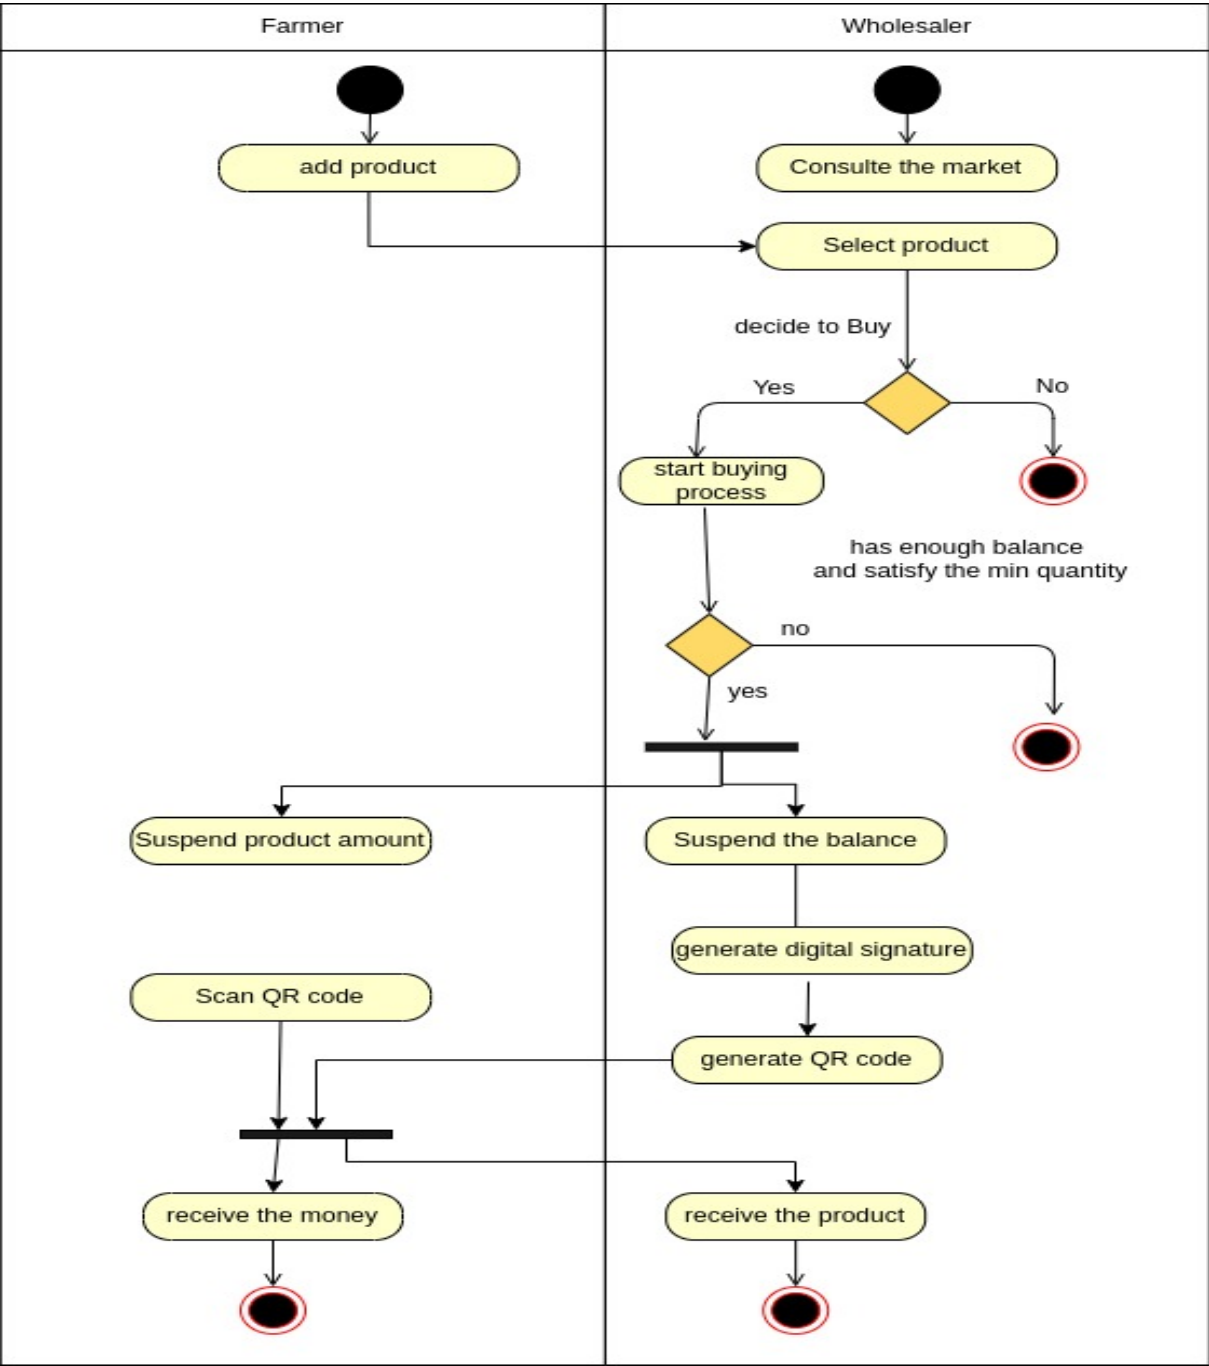 Farmer
Wholesaler
add product
Consulte the market
Select product
decide to Buy
Yes
No
start buying
process
has enough balance
and satisfy the min quantity
no
yes
Suspend product amount
Suspend the balance
generate digital signature
Scan QR code
generate QR code
receive the money
receive the product